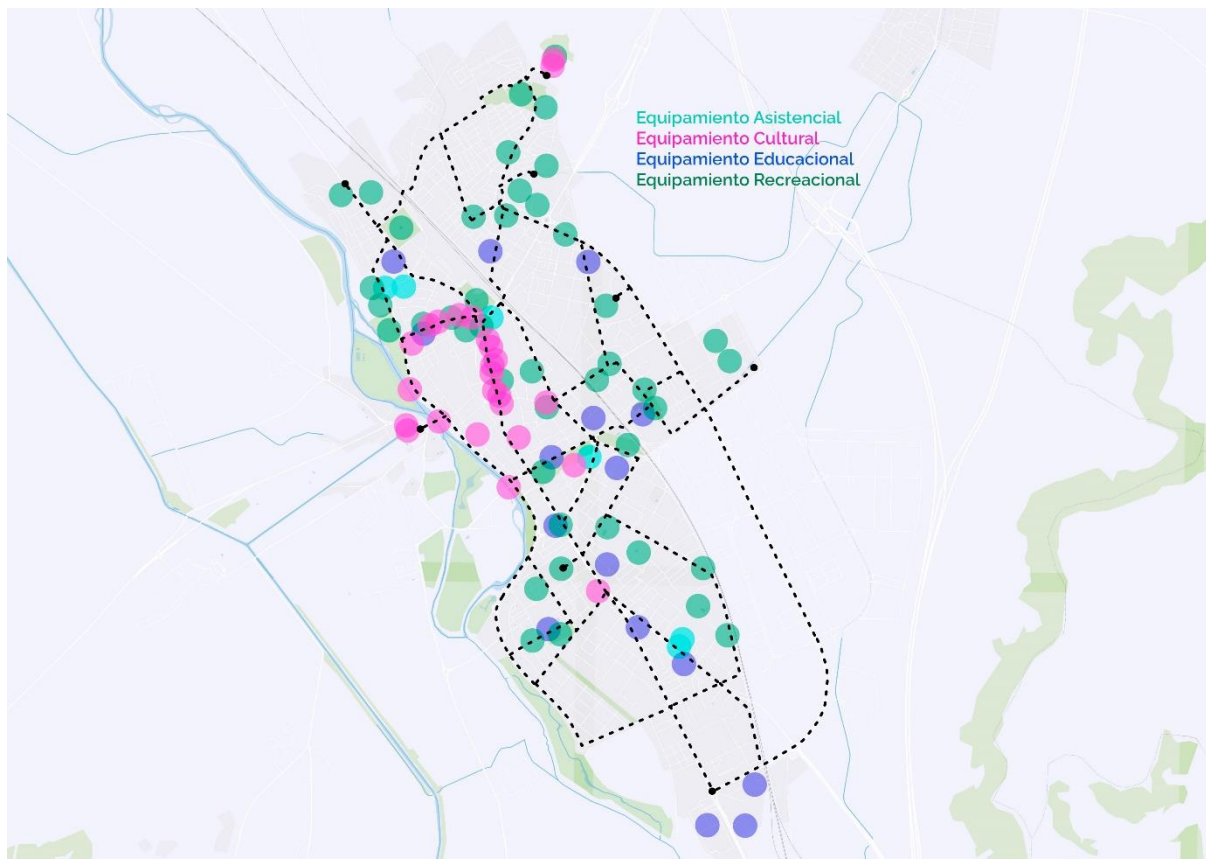 Equipamiento Asistencial
Equipamiento Cultural
Equipamiento Educacional
Equipamiento Recreacional